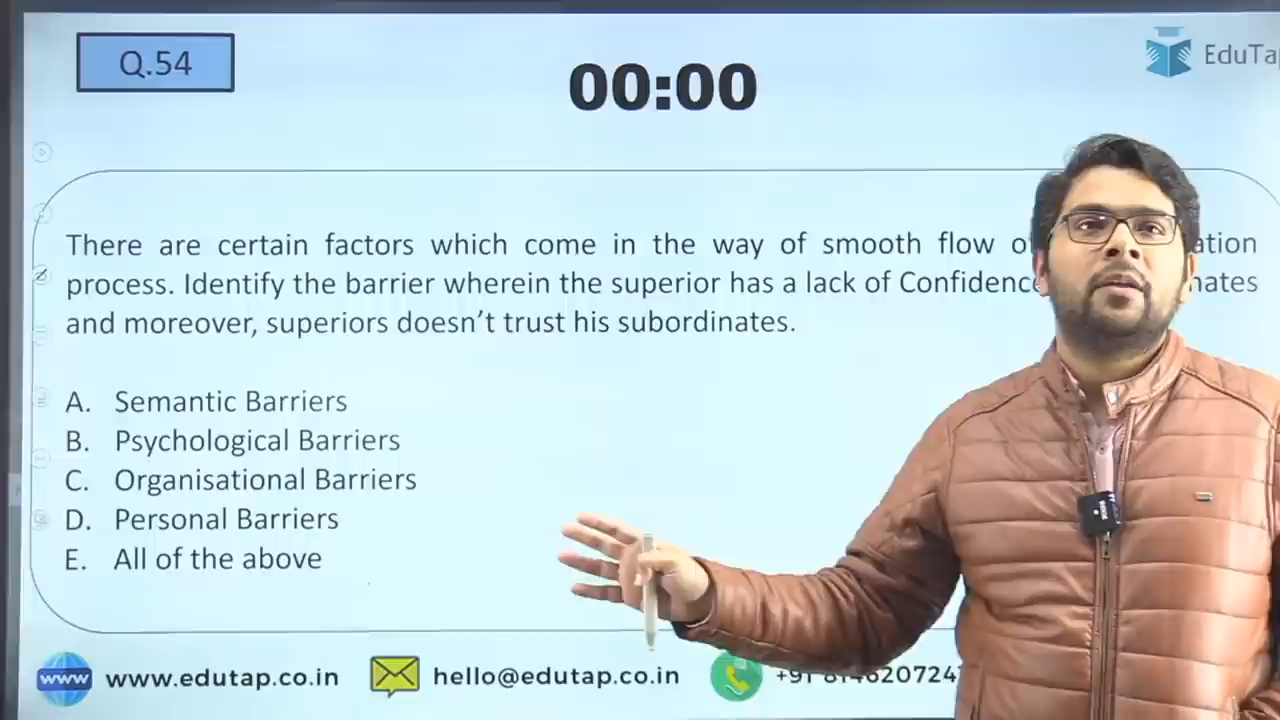 Q.54
00:00
EduTap
There are certain factors which come in the way of smooth flow
process. Identify the barrier wherein the superior has a lack of Confidence
and moreover, superiors doesn't trust his subordinates.
A. Semantic Barriers
B. Psychological Barriers
C. Organisational Barriers
D. Personal Barriers
E. All of the above
www
www.edutap.co.in
hello@edutap.co.in